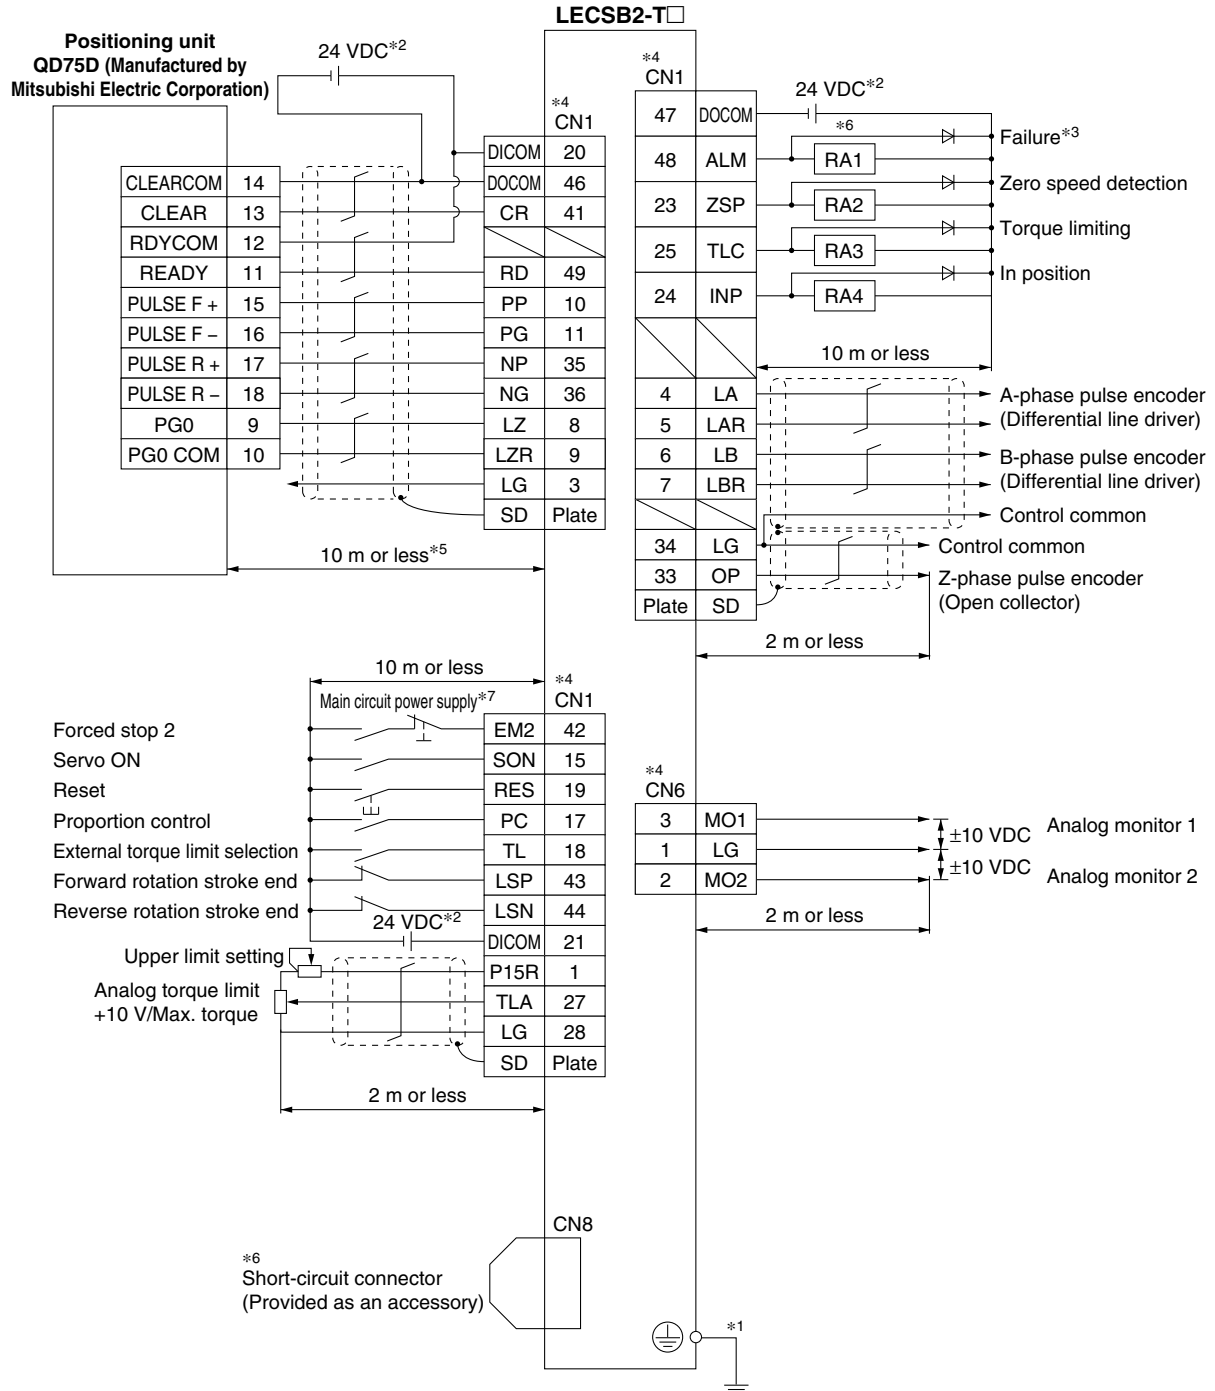 LECSB2-T□
Positioning unit
QD75D (Manufactured by
Mitsubishi Electric Corporation)
24 VDC*2
*4
CN1
DICOM 20
CLEARCOM 14 DOCOM 46
CLEAR 13 CR 41
RDYCOM 12
READY 11 RD 49
PULSE F + 15 PP 10
PULSE F − 16 PG 11
PULSE R + 17 NP 35
PULSE R − 18 NG 36
PG0 9 LZ 8
PG0 COM 10 LZR 9
LG 3
SD Plate
10 m or less*5
*4
CN1
24 VDC*2
47 DOCOM
*6
48 ALM RA1 Failure*3
23 ZSP RA2 Zero speed detection
25 TLC RA3 Torque limiting
24 INP RA4 In position
10 m or less
4 LA A-phase pulse encoder
5 LAR (Differential line driver)
6 LB B-phase pulse encoder
7 LBR (Differential line driver)
Control common
34 LG Control common
33 OP Z-phase pulse encoder
(Open collector)
Plate SD
2 m or less
10 m or less
*4
CN1
Main circuit power supply*7
Forced stop 2 EM2 42
Servo ON SON 15
Reset RES 19
Proportion control PC 17
External torque limit selection TL 18
Forward rotation stroke end LSP 43
Reverse rotation stroke end LSN 44
24 VDC*2
DICOM 21
Upper limit setting P15R 1
Analog torque limit
+10 V/Max. torque
TLA 27
LG 28
SD Plate
2 m or less
*4
CN6
3 MO1 Analog monitor 1
±10 VDC
1 LG
±10 VDC
2 MO2 Analog monitor 2
2 m or less
CN8
*6
Short-circuit connector
(Provided as an accessory)
*1